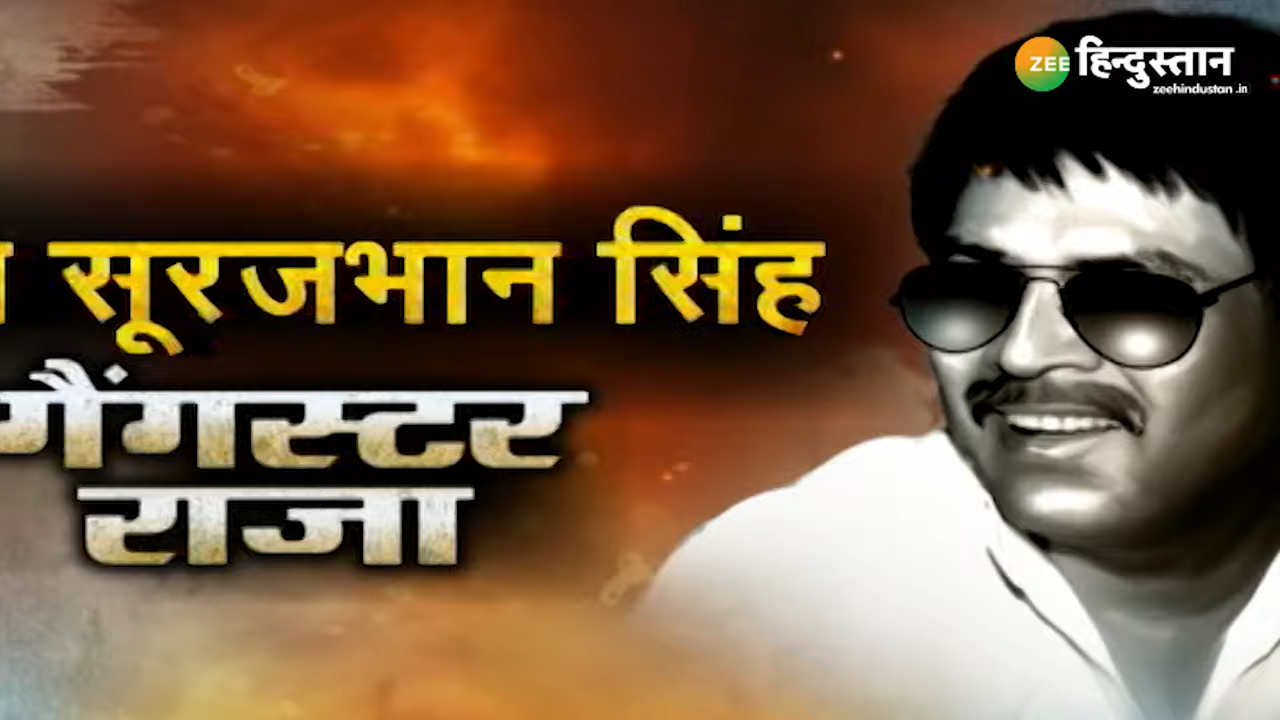 ZEE हिन्दुस्तान
zeehindustan.in
सूरजभान सिंह
गैंगस्टर
राजा